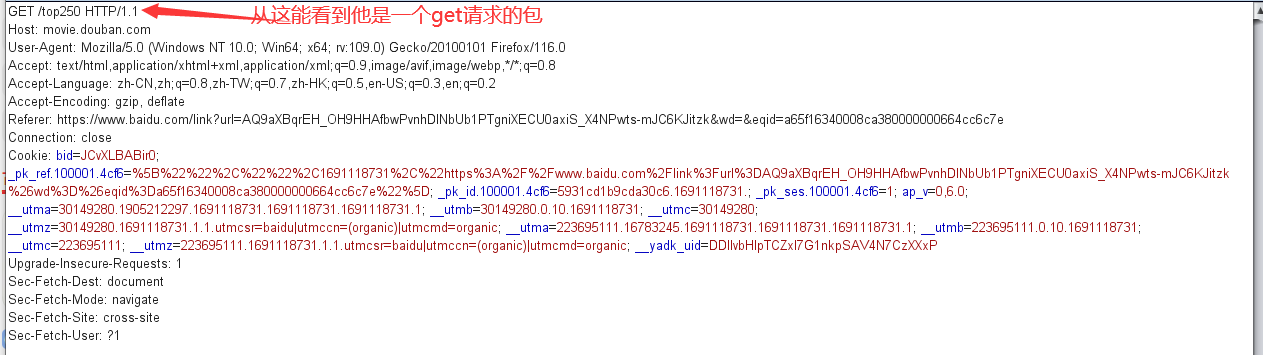 GET /top250 HTTP/1.1
从这能看到他是一个get请求的包
Host: movie.douban.com
User-Agent: Mozilla/5.0 (Windows NT 10.0; Win64; x64; rv:109.0) Gecko/20100101 Firefox/116.0
Accept: text/html,application/xhtml+xml,application/xml;q=0.9,image/avif,image/webp,*/*;q=0.8
Accept-Language: zh-CN,zh;q=0.8,zh-TW;q=0.7,zh-HK;q=0.5,en-US;q=0.3,en;q=0.2
Accept-Encoding: gzip, deflate
Referer: https://www.baidu.com/link?url=AQ9aXBqrEH_OH9HHAfbwPvnhDlNbUb1PTgniXECU0axiS_X4NPwts-mJC6KJitzk&wd=&eqid=a65f16340008ca380000000664cc6c7e
Connection: close
Cookie: bid=JCvXLBABir0;
_pk_ref.100001.4cf6=%5B%22%22%2C%22%22%2C1691118731%2C%22https%3A%2F%2Fwww.baidu.com%2Flink%3Furl%3DAQ9aXBqrEH_OH9HHAfbwPvnhDlNbUb1PTgniXECU0axiS_X4NPwts-mJC6KJitzk
%26wd%3D%26eqid%3Da65f16340008ca380000000664cc6c7e%22%5D; _pk_id.100001.4cf6=5931cd1b9cda30c6.1691118731.; _pk_ses.100001.4cf6=1; ap_v=0,6.0;
__utma=30149280.1905212297.1691118731.1691118731.1691118731.1; __utmb=30149280.0.10.1691118731; __utmc=30149280;
__utmz=30149280.1691118731.1.1.utmcsr=baidu|utmccn=(organic)|utmcmd=organic; __utma=223695111.16783245.1691118731.1691118731.1691118731.1; __utmb=223695111.0.10.1691118731;
__utmc=223695111; __utmz=223695111.1691118731.1.1.utmcsr=baidu|utmccn=(organic)|utmcmd=organic; __yadk_uid=DDIlvbHlpTCZxI7G1nkpSAV4N7CzXXxP
Upgrade-Insecure-Requests: 1
Sec-Fetch-Dest: document
Sec-Fetch-Mode: navigate
Sec-Fetch-Site: cross-site
Sec-Fetch-User: ?1